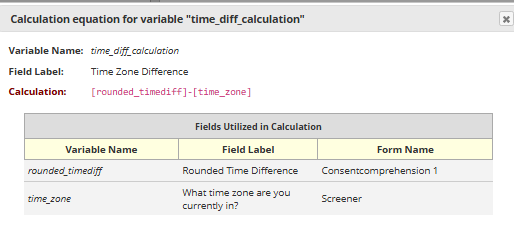 Calculation equation for variable "time_diff_calculation"
Variable Name: time_diff_calculation
Field Label: Time Zone Difference
Calculation: [rounded_timediff]-[time_zone]
Fields Utilized in Calculation
Variable Name Field Label Form Name
rounded_timediff Rounded Time Difference Consentcomprehension 1
What time zone are you
time_zone Screener
currently in?